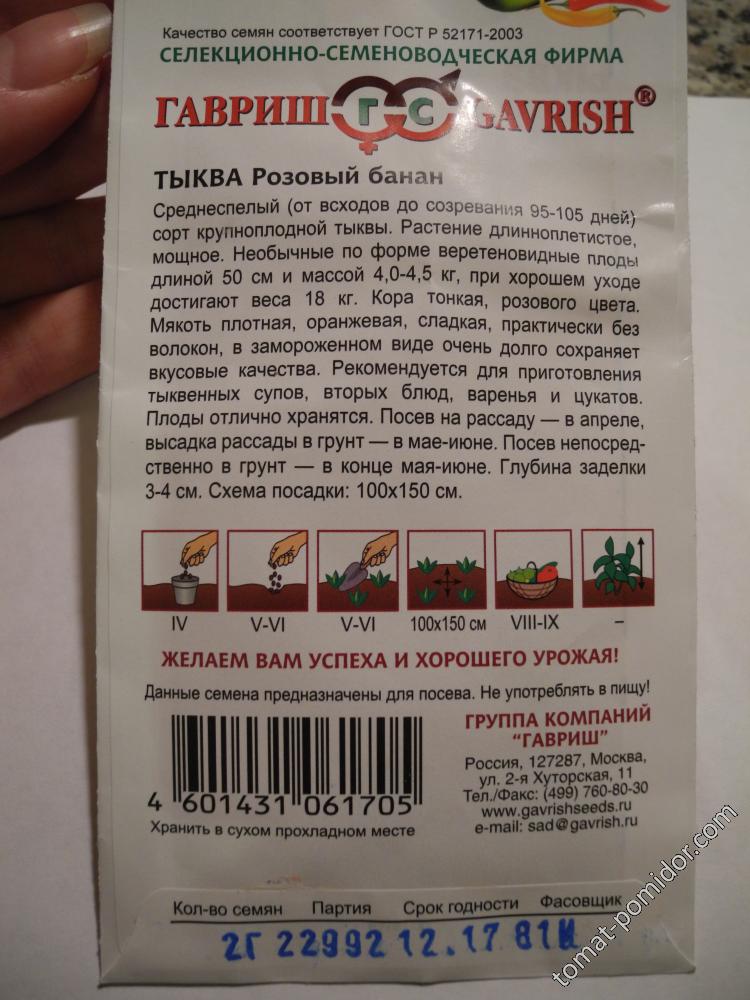 Качество семян соответствует ГОСТ Р 52171-2003
СЕЛЕКЦИОННО-СЕМЕНОВОДЧЕСКАЯ ФИРМА
ГАВРИШ ГС GAVRISH®
ТЫКВА Розовый банан
Среднеспелый (от всходов до созревания 95-105 дней)
сорт крупноплодной тыквы. Растение длинноплетистое,
мощное. Необычные по форме веретеновидные плоды
длиной 50 см и массой 4,0-4,5 кг, при хорошем уходе
достигают веса 18 кг. Кора тонкая, розового цвета.
Мякоть плотная, оранжевая, сладкая, практически без
волокон, в замороженном виде очень долго сохраняет
вкусовые качества. Рекомендуется для приготовления
тыквенных супов, вторых блюд, варенья и цукатов.
Плоды отлично хранятся. Посев на рассаду — в апреле,
высадка рассады в грунт — в мае-июне. Посев непосред-
ственно в грунт — в конце мая-июне. Глубина заделки
3-4 см. Схема посадки: 100х150 см.
IV V-VI V-VI 100х150 см VIII-IX –
ЖЕЛАЕМ ВАМ УСПЕХА И ХОРОШЕГО УРОЖАЯ!
Данные семена предназначены для посева. Не употреблять в пищу!
ГРУППА КОМПАНИЙ
"ГАВРИШ"
Россия, 127287, Москва,
ул. 2-я Хуторская, 11
Тел./Факс: (499) 760-80-30
www.gavrishseeds.ru
e-mail: sad@gavrish.ru
4 601431 061705
Хранить в сухом прохладном месте
Кол-во семян Партия Срок годности Фасовщик
2Г 22992 12.17 81И
tomat-pomidor.com